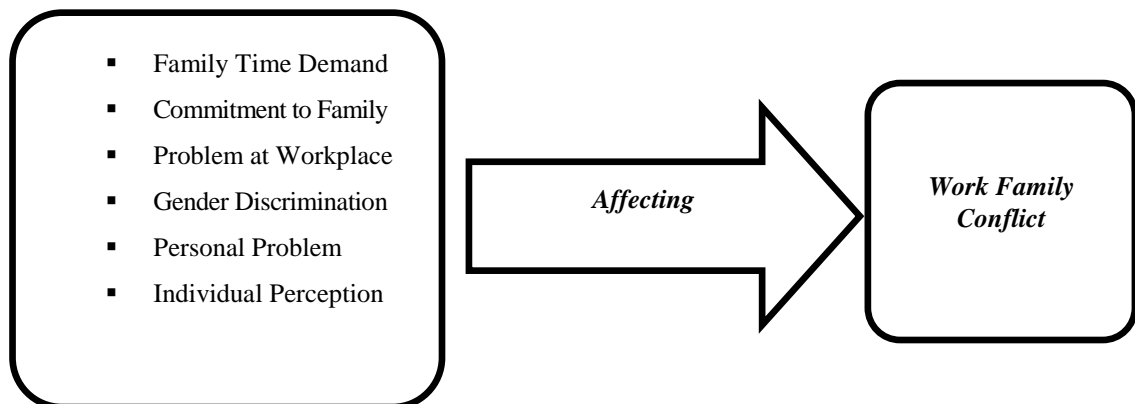 Family Time Demand
Commitment to Family
Problem at Workplace
Gender Discrimination
Personal Problem
Individual Perception
Affecting
Work Family
Conflict